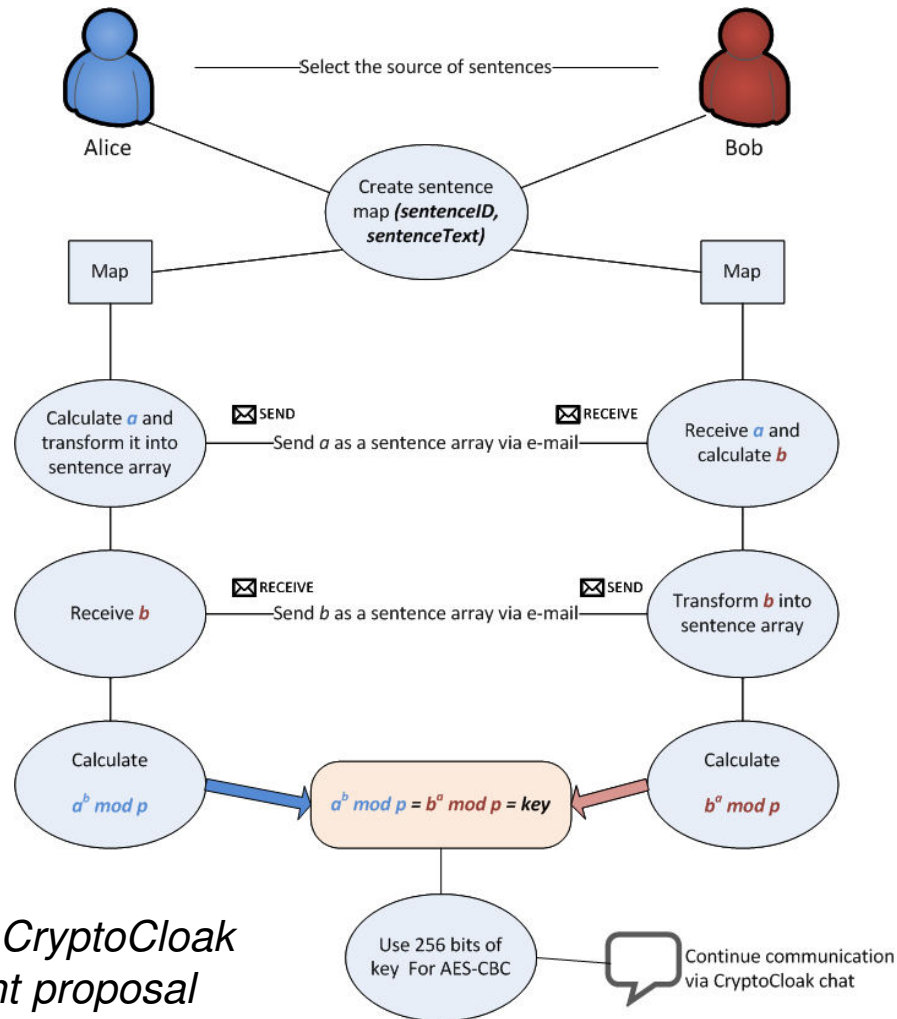 Select the source of sentences
Alice
Bob
Create sentence
map (sentenceID,
sentenceText)
Map
Map
Calculate a and
transform it into
sentence array
SEND
Send a as a sentence array via e-mail
RECEIVE
Receive a and
calculate b
Receive b
RECEIVE
Send b as a sentence array via e-mail
SEND
Transform b into
sentence array
Calculate
a^b mod p
a^b mod p = b^a mod p = key
Calculate
b^a mod p
CryptoCloak
nt proposal
Use 256 bits of
key For AES-CBC
Continue communication
via CryptoCloak chat